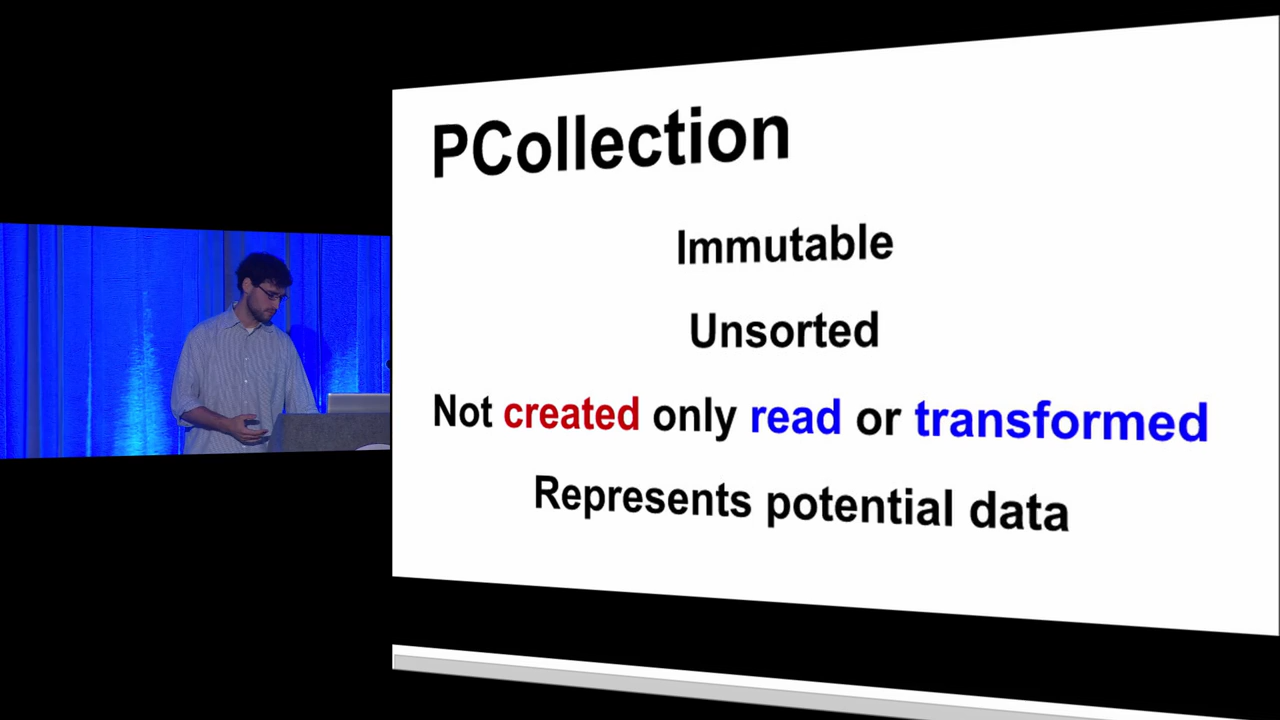 PCollection
Immutable
Unsorted
Not created only read or transformed
Represents potential data